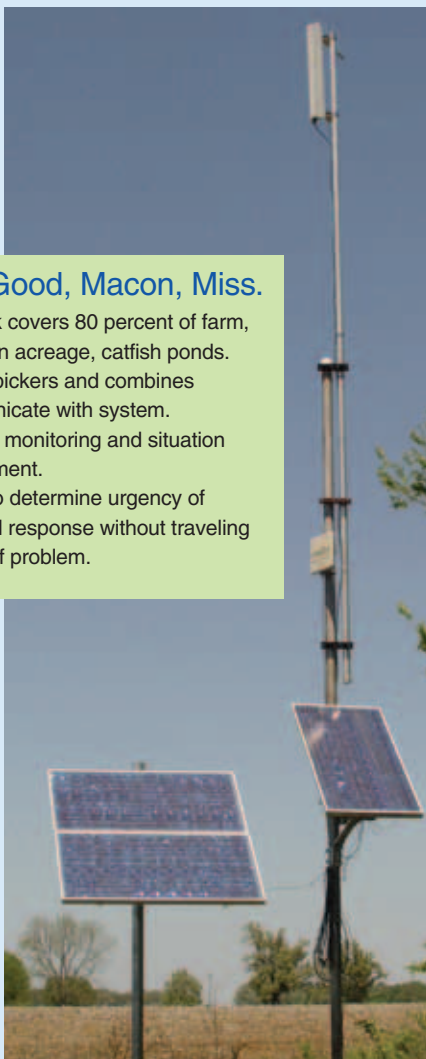 Good, Macon, Miss.
k covers 80 percent of farm,
n acreage, catfish ponds.
pickers and combines
nicate with system.
monitoring and situation
ment.
o determine urgency of
d response without traveling
f problem.